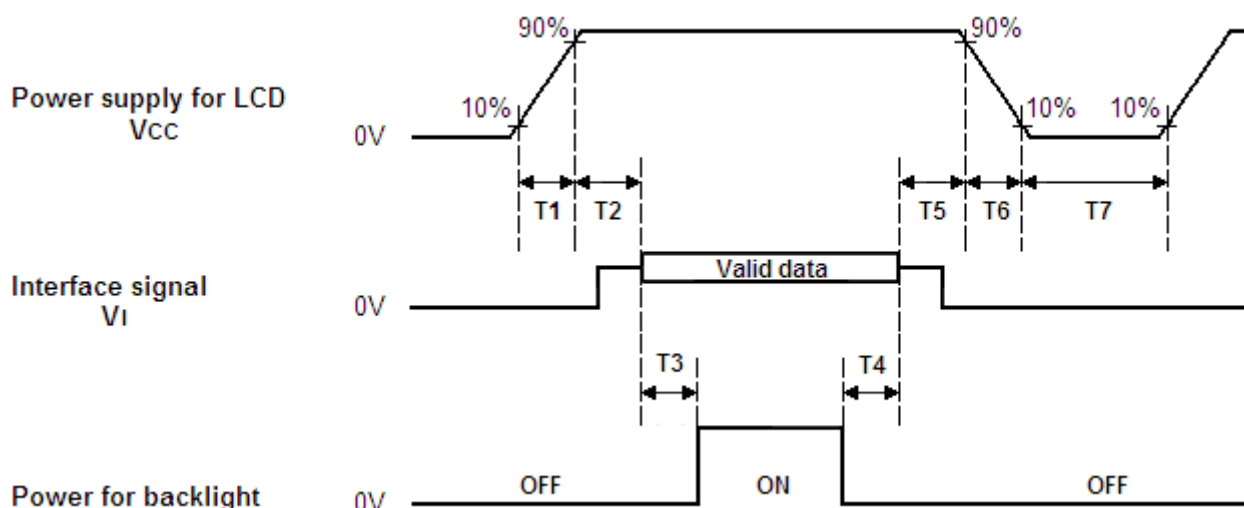 90% 90%
Power supply for LCD
VCC
10% 10% 10%
0V
T1 T2 T5 T6 T7
Valid data
Interface signal
VI
0V
T3 T4
OFF ON OFF
Power for backlight
0V